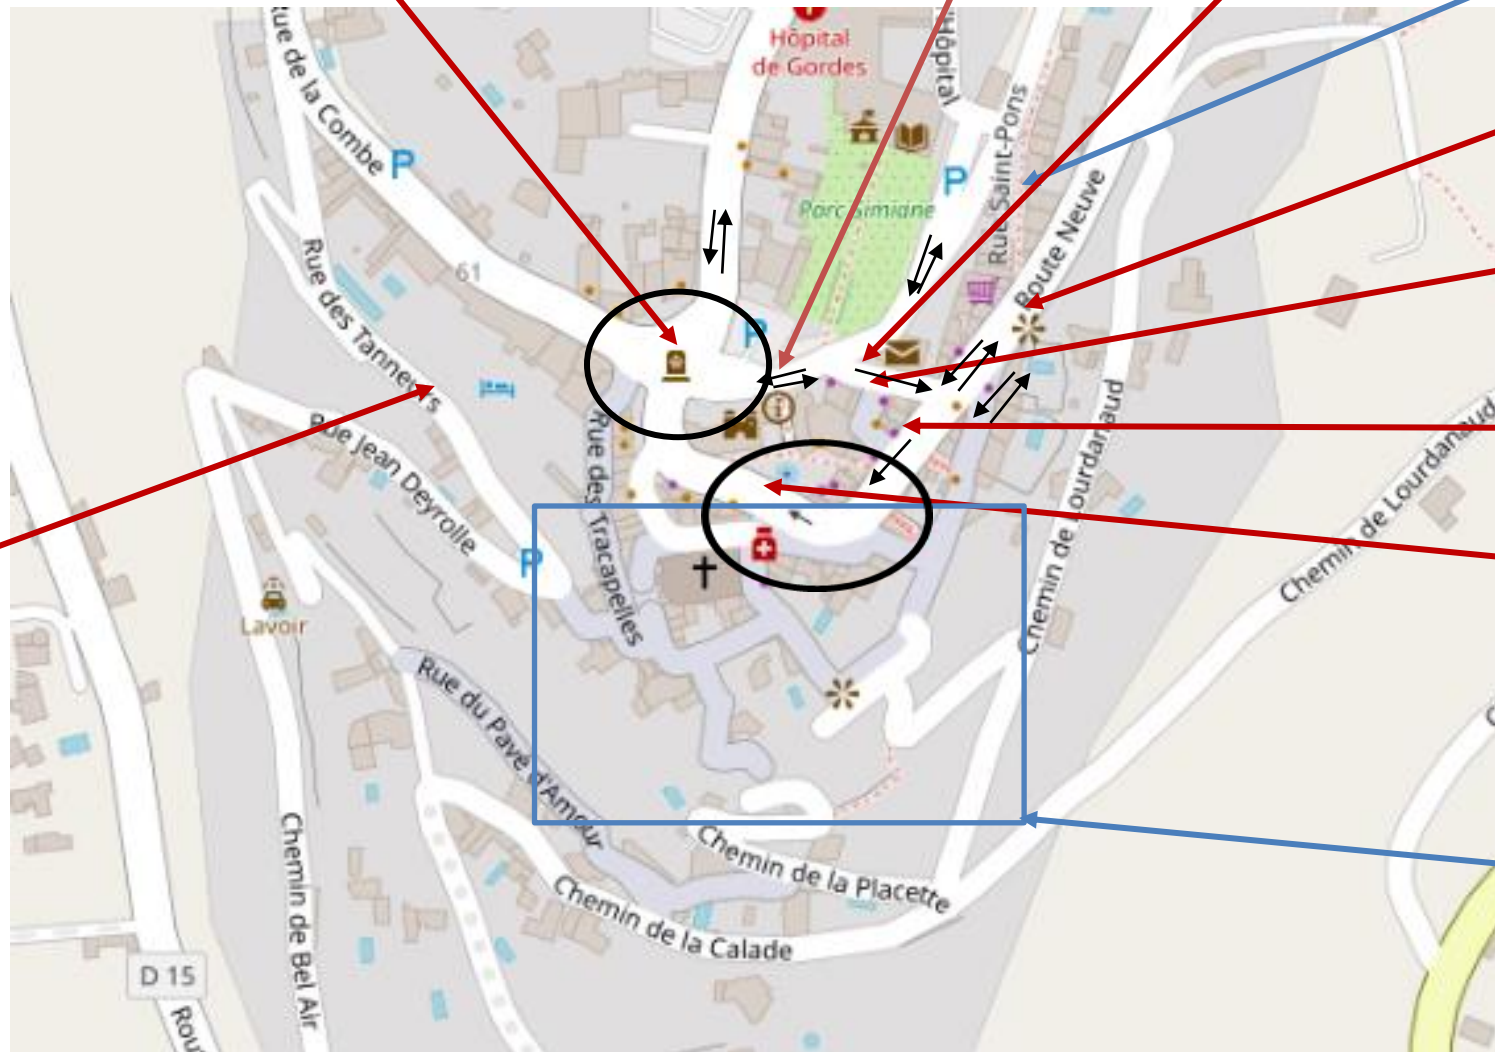 Hôpital
de Gordes
l'Hôpital
Rue de la Combe
P
P
Rue Saint-Pons
Parc Simiane
Route Neuve
61
Rue des Tanneurs
P
i
Rue Jean Deyrolle
Rue des Tracapelles
Chemin de Lourdanaud
Chemin de Lourdanaud
P
Lavoir
Rue du Pavé d'Amour
Chemin de la Placette
Chemin de la Calade
Chemin de Bel Air
D 15
Rou